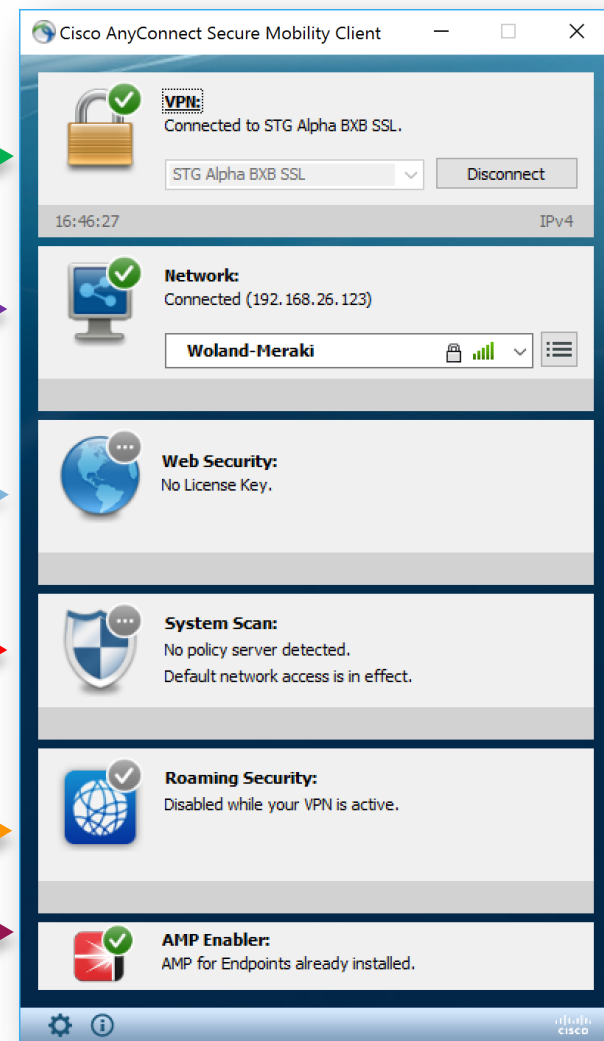 Cisco AnyConnect Secure Mobility Client
VPN:
Connected to STG Alpha BXB SSL.
STG Alpha BXB SSL
Disconnect
16:46:27
IPv4
Network:
Connected (192.168.26.123)
Woland-Meraki
Web Security:
No License Key.
System Scan:
No policy server detected.
Default network access is in effect.
Roaming Security:
Disabled while your VPN is active.
AMP Enabler:
AMP for Endpoints already installed.
CISCO